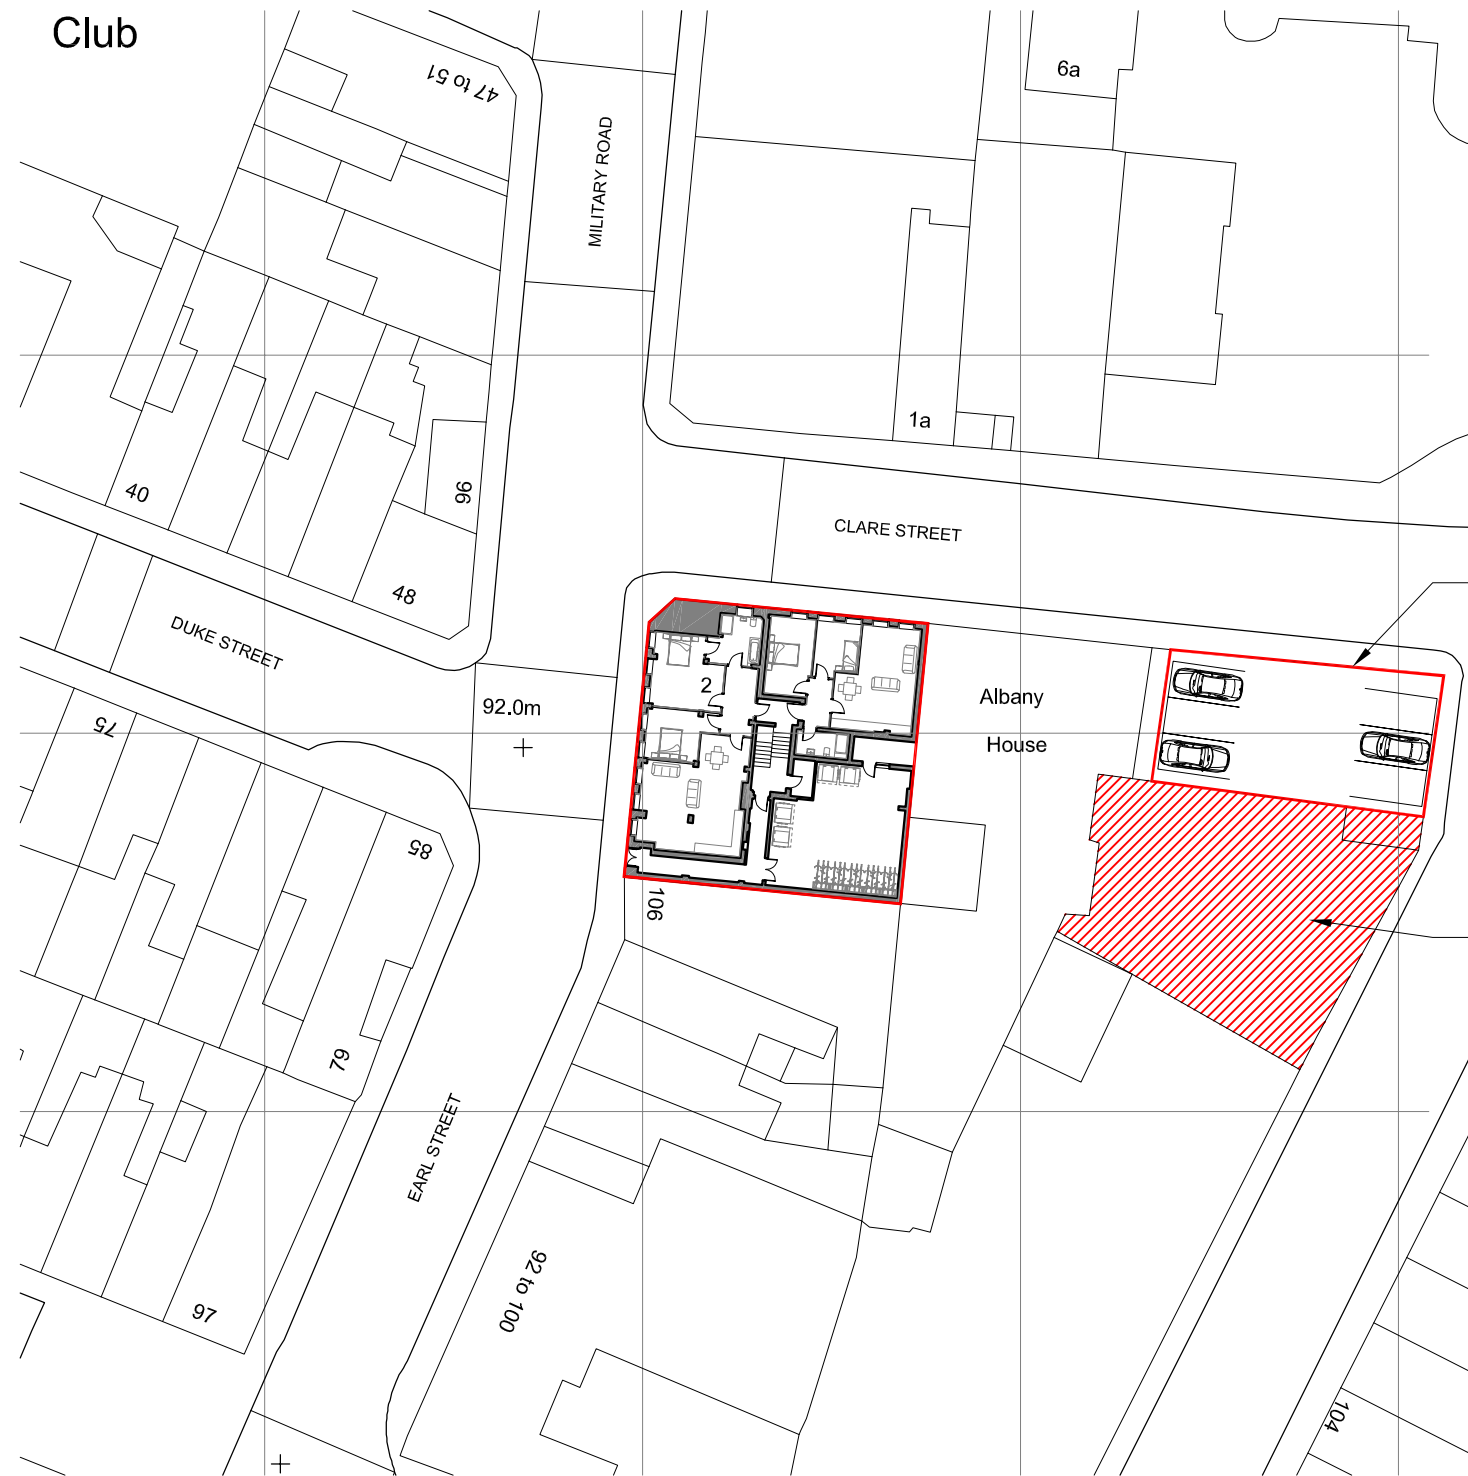 Club
47 to 51
6a
MILITARY ROAD
1a
40
96
48
CLARE STREET
DUKE STREET
2
92.0m
Albany
House
75
85
106
79
EARL STREET
92 to 100
97
104